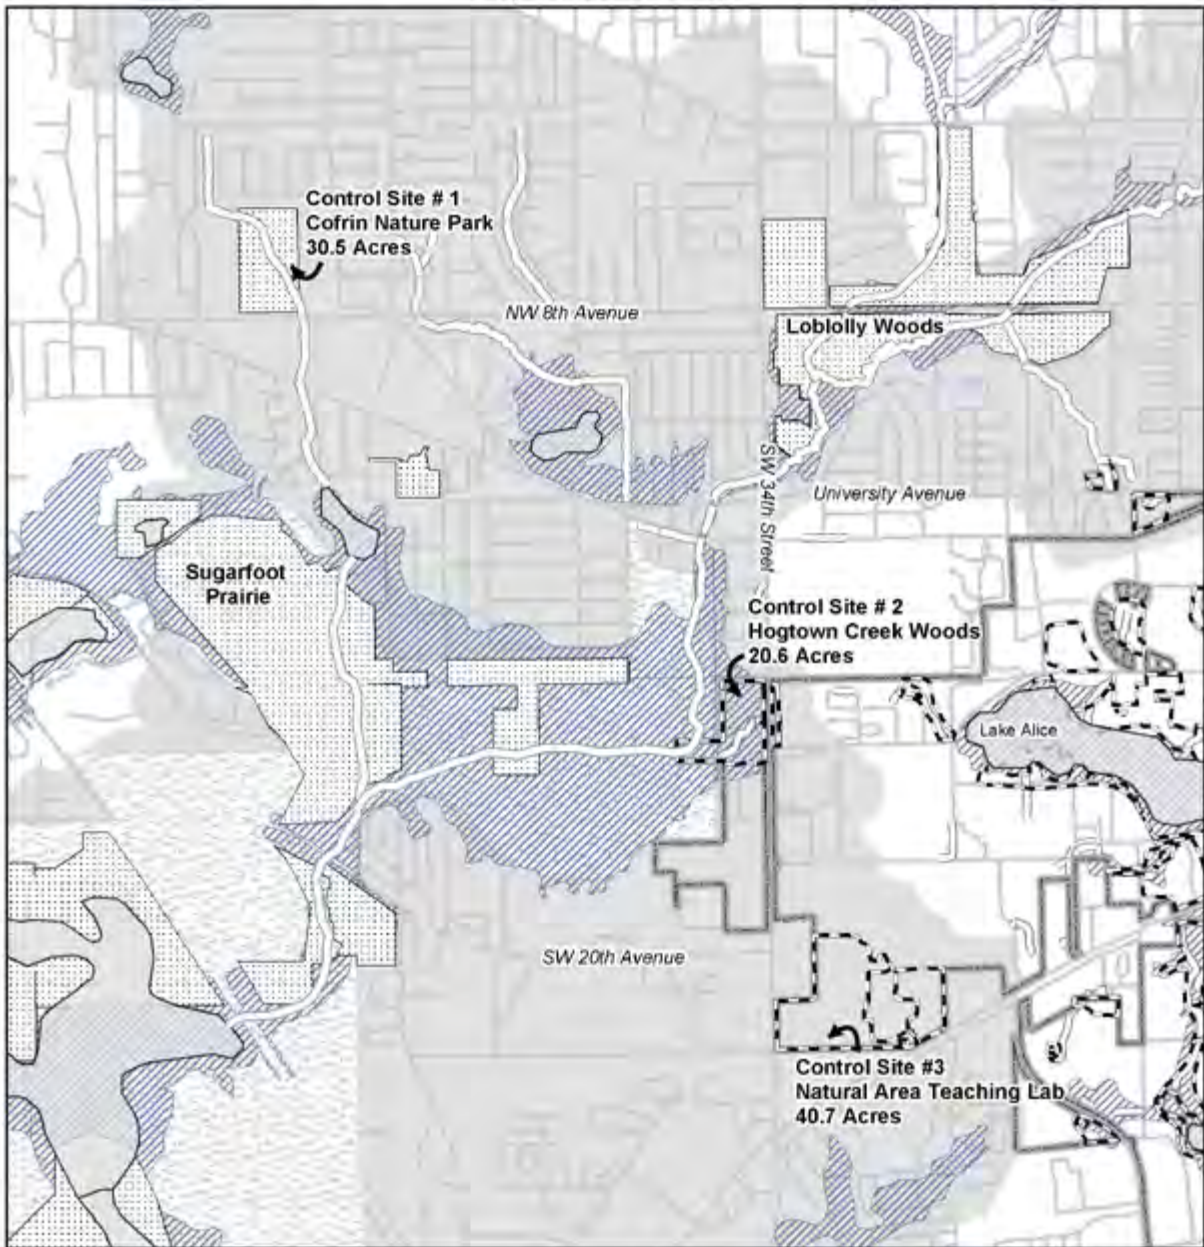 Control Site # 1
Cofrin Nature Park
30.5 Acres
NW 8th Avenue
Loblolly Woods
SW 34th Street
University Avenue
Sugarfoot
Prairie
Control Site # 2
Hogtown Creek Woods
20.6 Acres
Lake Alice
SW 20th Avenue
Control Site #3
Natural Area Teaching Lab
40.7 Acres